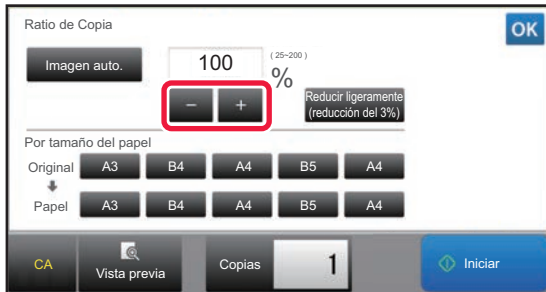 Ratio de Copia
OK
Imagen auto.
100
(25~200)
%
− +
Reducir ligeramente
(reducción del 3%)
Por tamaño del papel
Original A3 B4 A4 B5 A4
Papel A3 B4 A4 B5 A4
CA
Vista previa
Copias
1
Iniciar